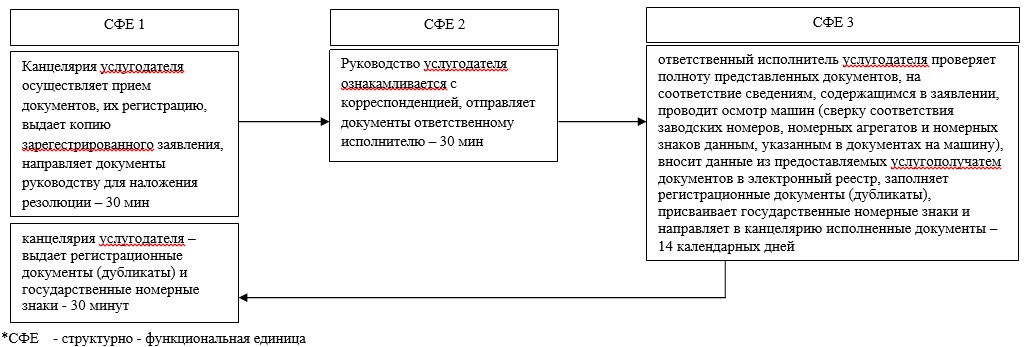 СФЕ 1
Канцелярия услугодателя
осуществляет прием
документов, их регистрацию,
выдает копию
зарегестрированного заявления,
направляет документы
руководству для наложения
резолюции – 30 мин
канцелярия услугодателя –
выдает регистрационные
документы (дубликаты) и
государственные номерные
знаки - 30 минут
СФЕ 2
Руководство услугодателя
ознакамливается с
корреспонденцией, отправляет
документы ответственному
исполнителю – 30 мин
СФЕ 3
ответственный исполнитель услугодателя проверяет
полноту представленных документов, на
соответствие сведениям, содержащимся в заявлении,
проводит осмотр машин (сверку соответствия
заводских номеров, номерных агрегатов и номерных
знаков данным, указанным в документах на машину),
вносит данные из предоставляемых услугополучатем
документов в электронный реестр, заполняет
регистрационные документы (дубликаты),
присваивает государственные номерные знаки и
направляет в канцелярию исполненные документы –
14 календарных дней
*СФЕ - структурно - функциональная единица